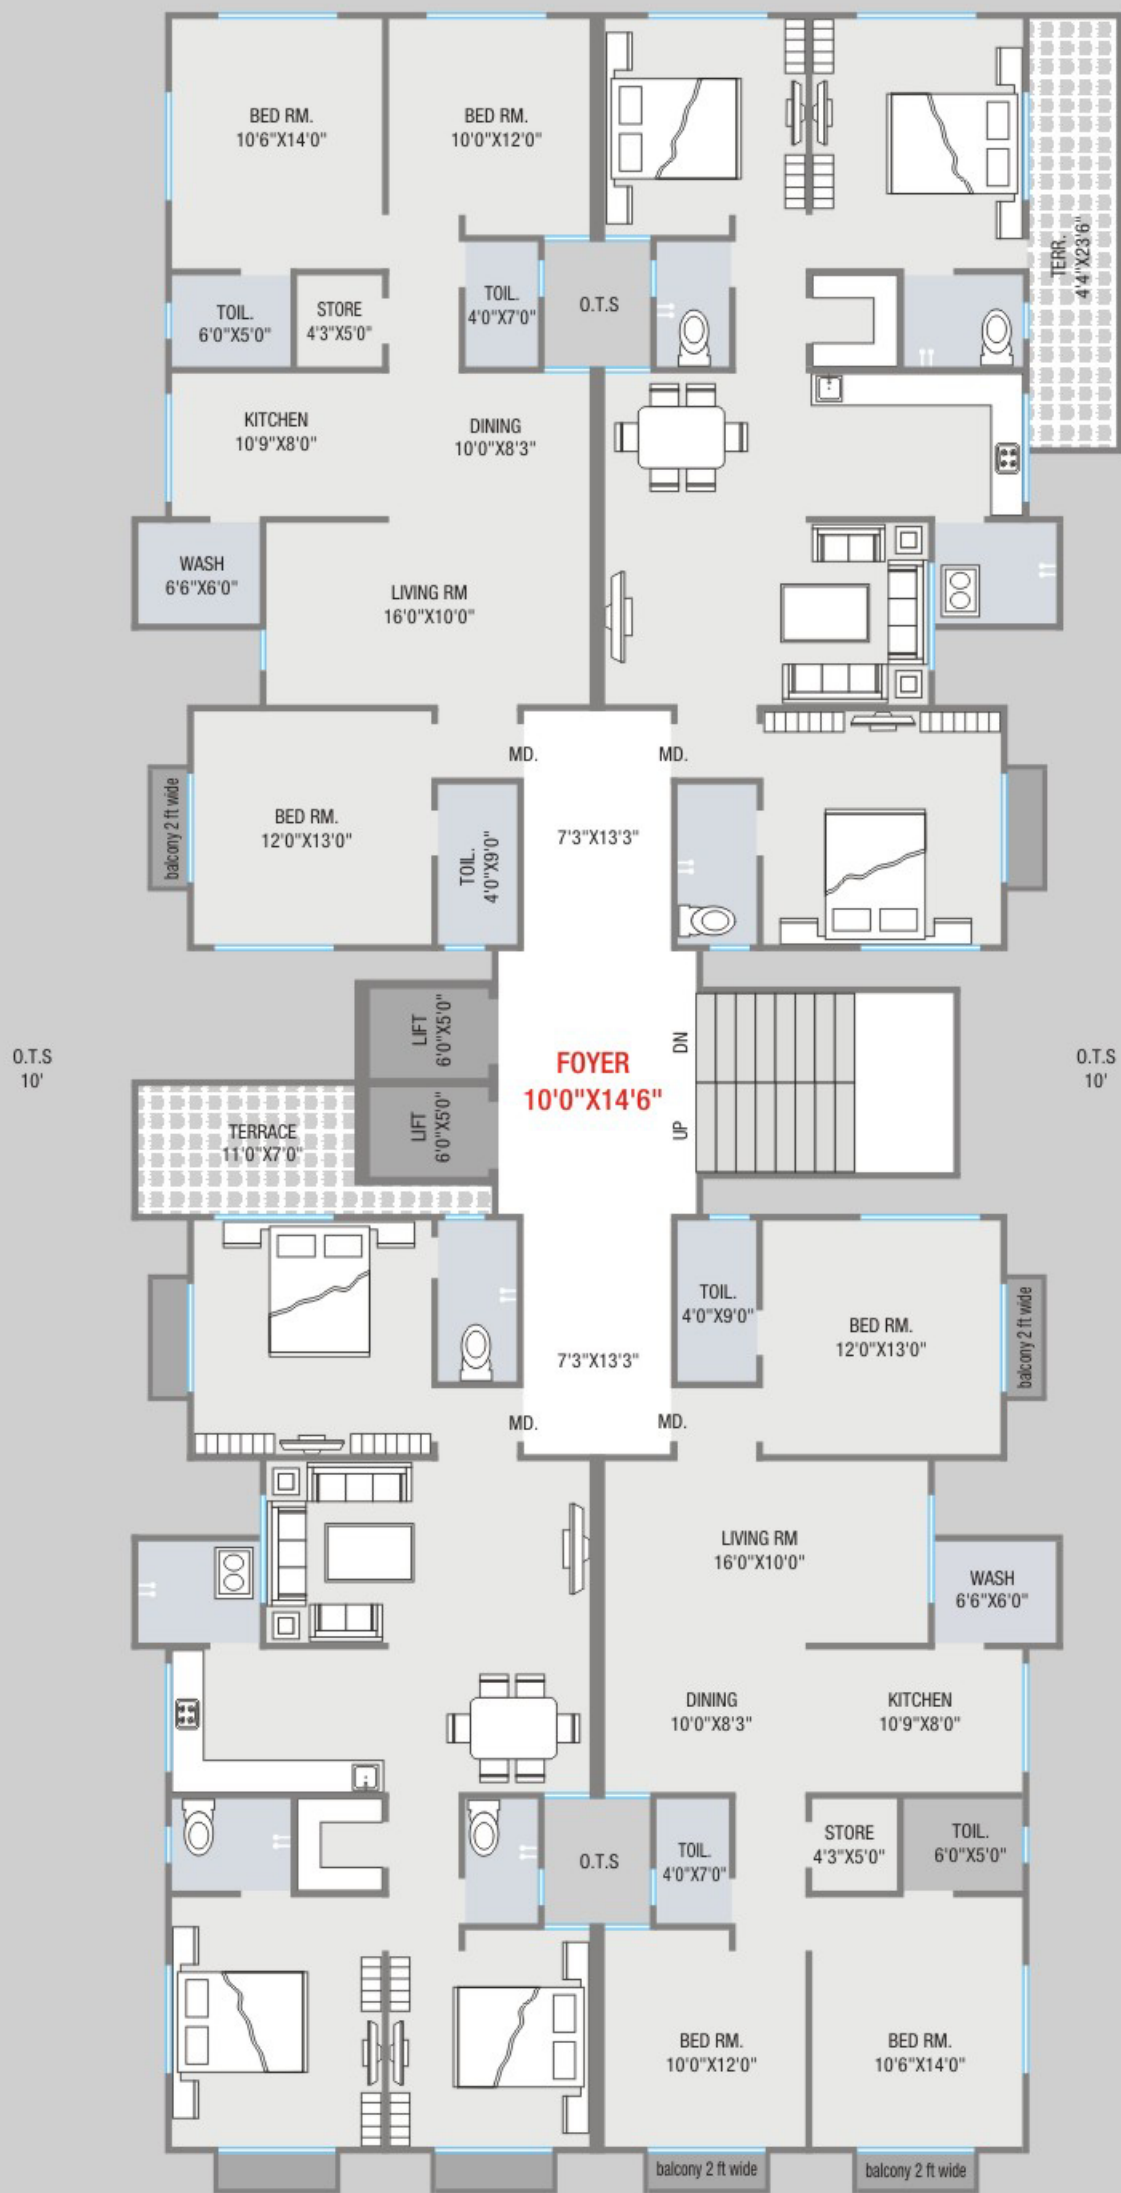 BED RM.
10'6"X14'0"
BED RM.
10'0"X12'0"
TERR.
4'4"X23'6"
TOIL.
6'0"X5'0"
STORE
4'3"X5'0"
TOIL.
4'0"X7'0"
O.T.S
KITCHEN
10'9"X8'0"
DINING
10'0"X8'3"
WASH
6'6"X6'0"
LIVING RM
16'0"X10'0"
MD.
MD.
balcony 2 ft wide
BED RM.
12'0"X13'0"
TOIL.
4'0"X9'0"
7'3"X13'3"
O.T.S
10'
LIFT
6'0"X5'0"
FOYER
10'0"X14'6"
DN
UP
O.T.S
10'
LIFT
6'0"X5'0"
TERRACE
11'0"X7'0"
TOIL.
4'0"X9'0"
BED RM.
12'0"X13'0"
balcony 2 ft wide
7'3"X13'3"
MD.
MD.
LIVING RM
16'0"X10'0"
WASH
6'6"X6'0"
DINING
10'0"X8'3"
KITCHEN
10'9"X8'0"
O.T.S
TOIL.
4'0"X7'0"
STORE
4'3"X5'0"
TOIL.
6'0"X5'0"
BED RM.
10'0"X12'0"
BED RM.
10'6"X14'0"
balcony 2 ft wide
balcony 2 ft wide